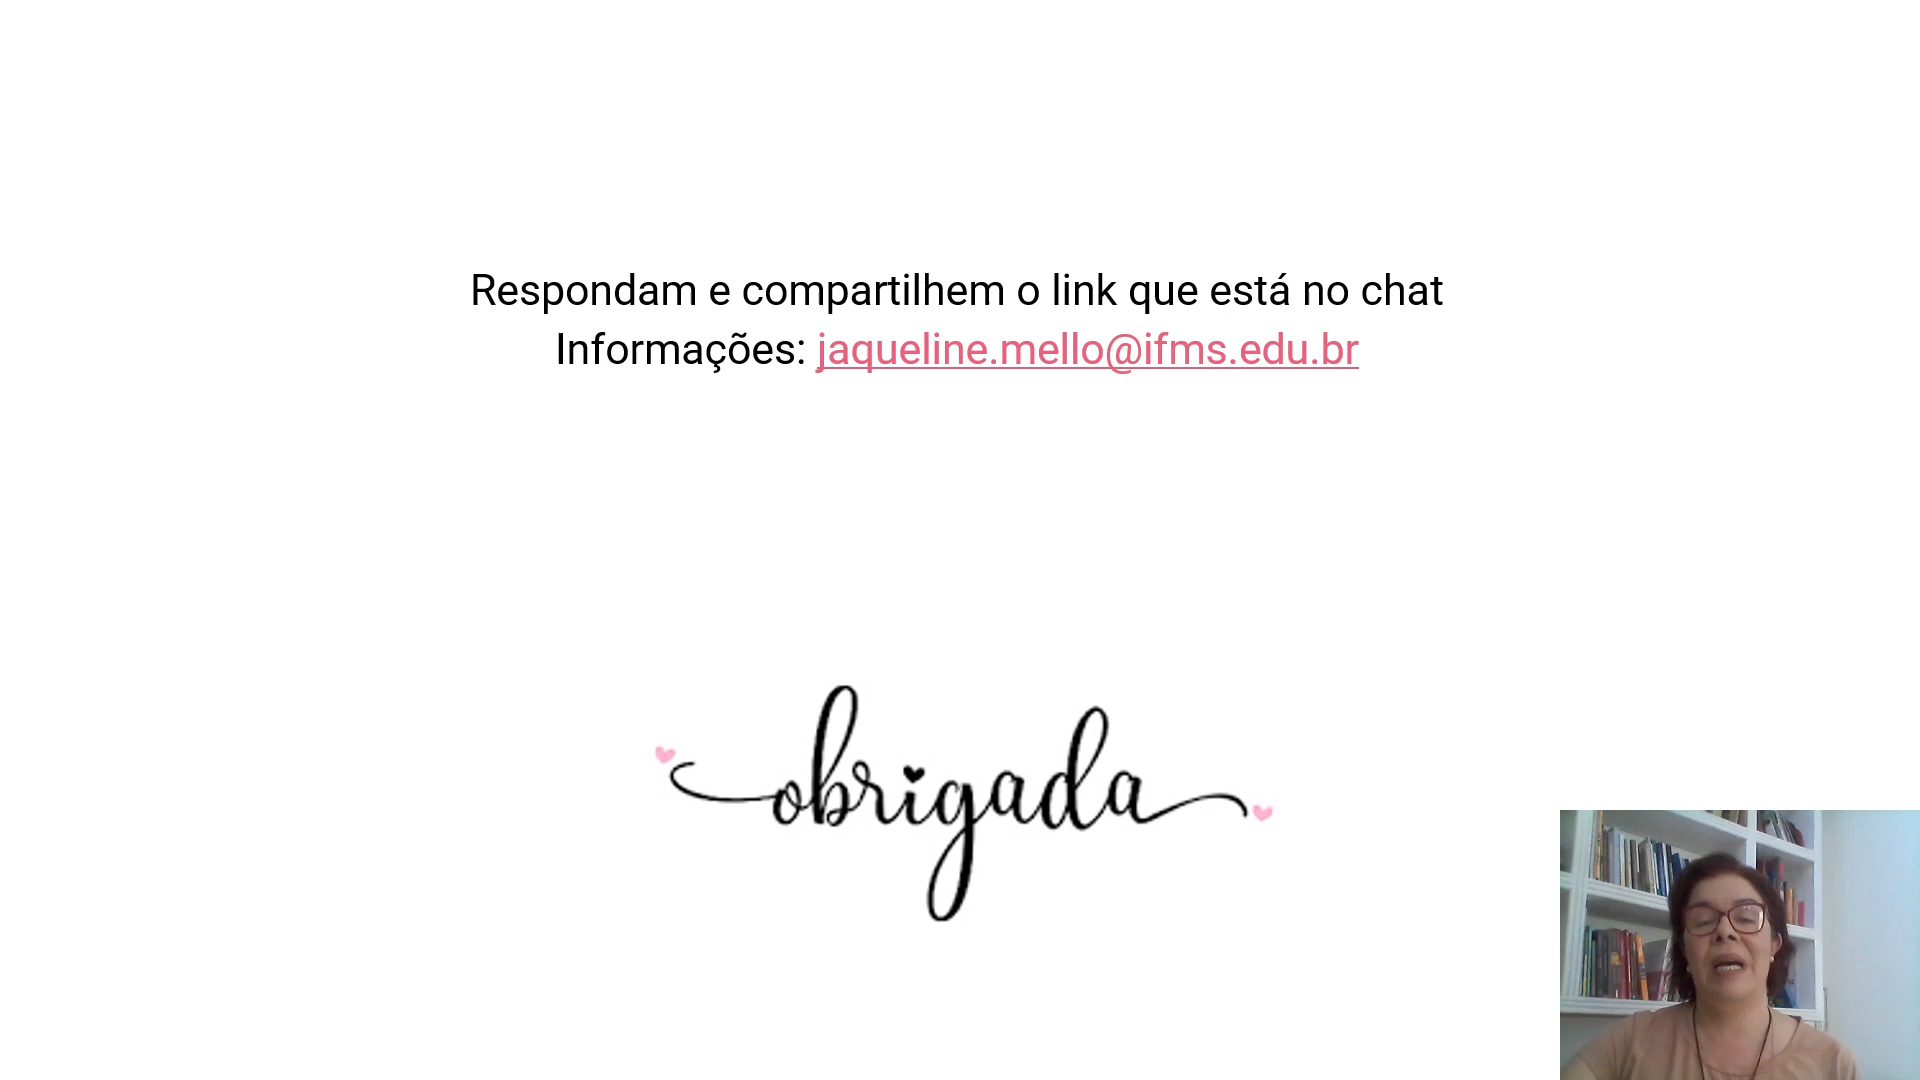 Respondam e compartilhem o link que está no chat
Informações: jaqueline.mello@ifms.edu.br
obrigada